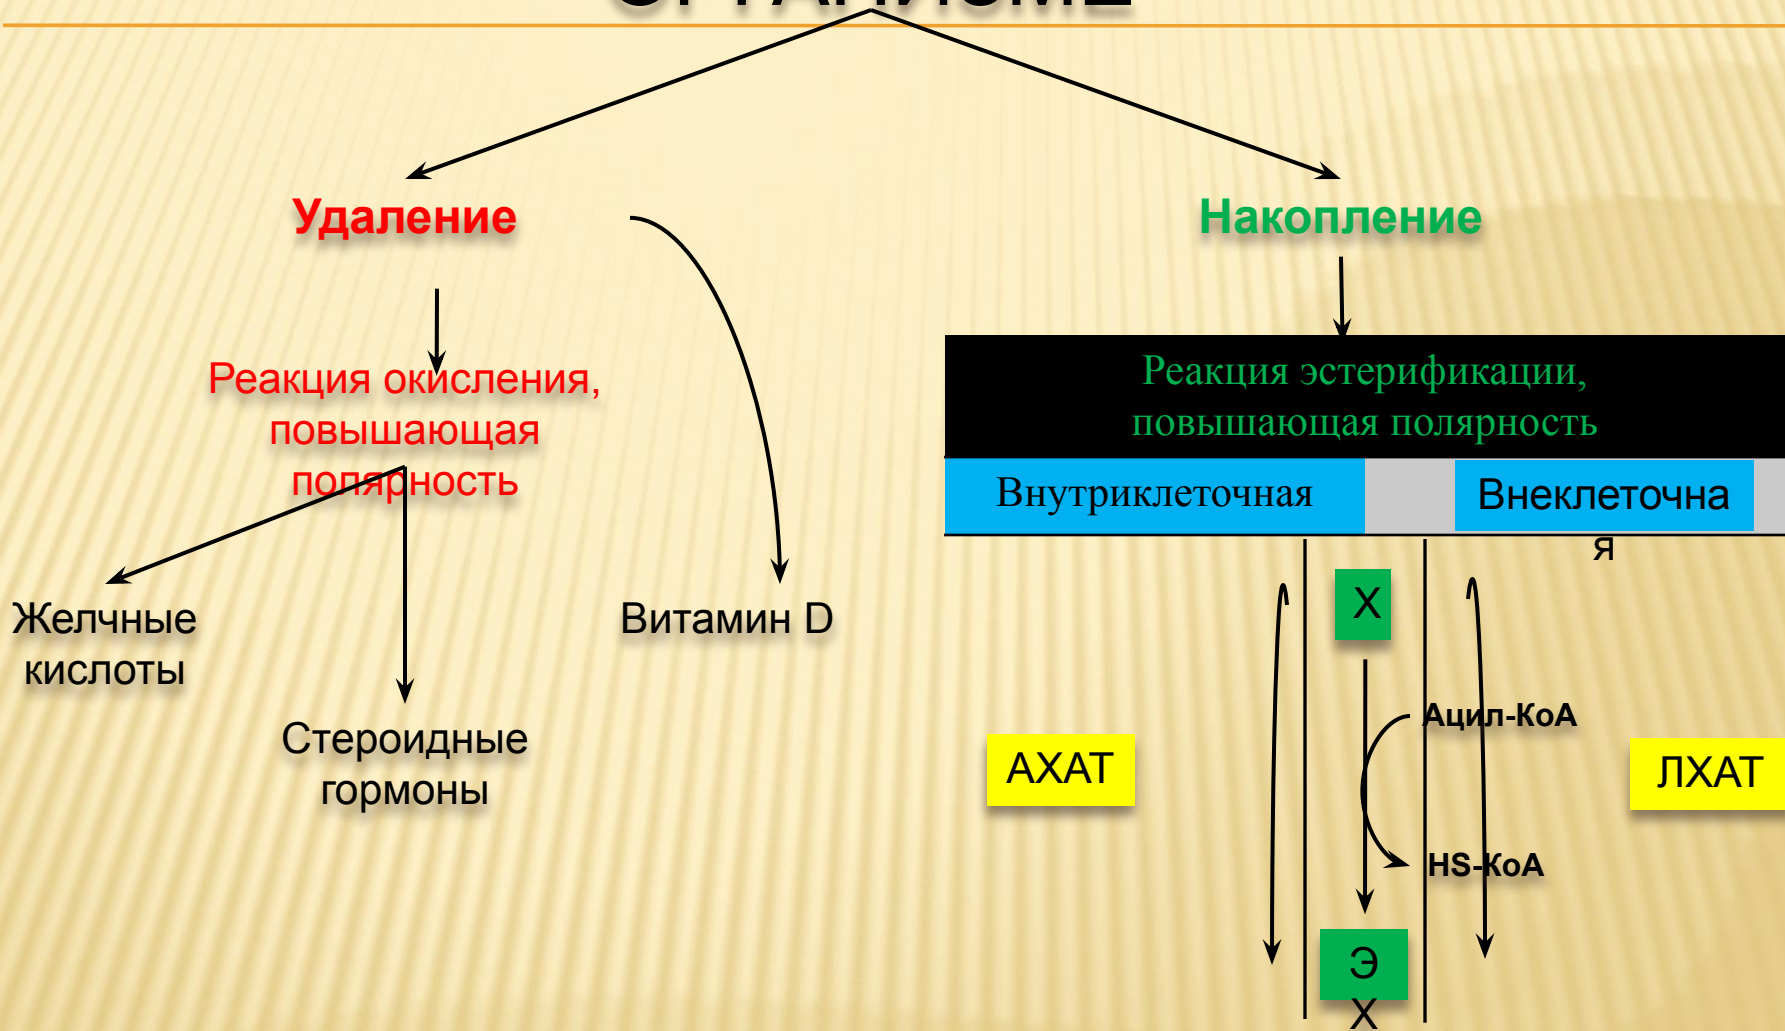 ОРГАНИЗМЕ
Удаление
Накопление
Реакция окисления,
повышающая
полярность
Реакция эстерификации,
повышающая полярность
Внутриклеточная
Внеклеточна
я
Желчные
кислоты
Стероидные
гормоны
Витамин D
Х
Ацил-КоА
АХАТ
ЛХАТ
HS-КоА
Э
Х